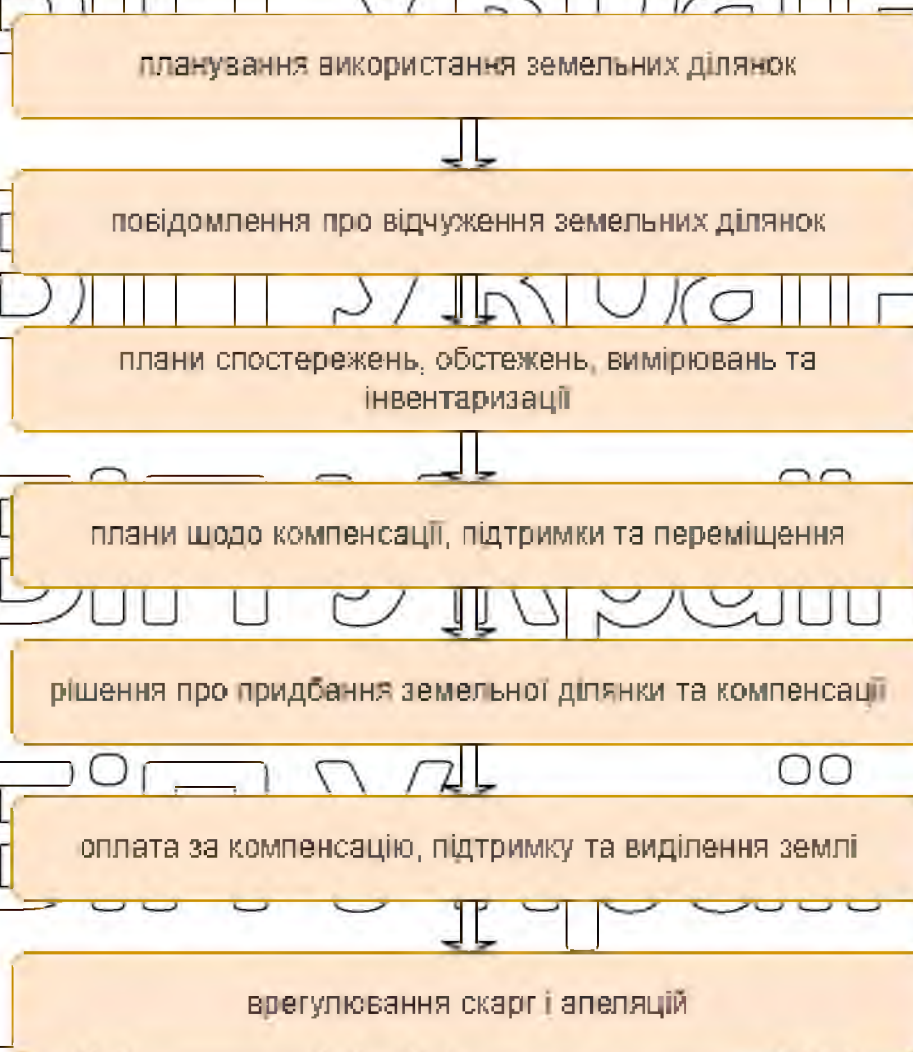 планування використання земельних ділянок
повідомлення про відчуження земельних ділянок
плани спостережень, обстежень, вимірювань та
інвентаризації
плани щодо компенсації, підтримки та переміщення
рішення про придбання земельної ділянки та компенсації
оплата за компенсацію, підтримку та виділення землі
врегулювання скарг і апеляцій